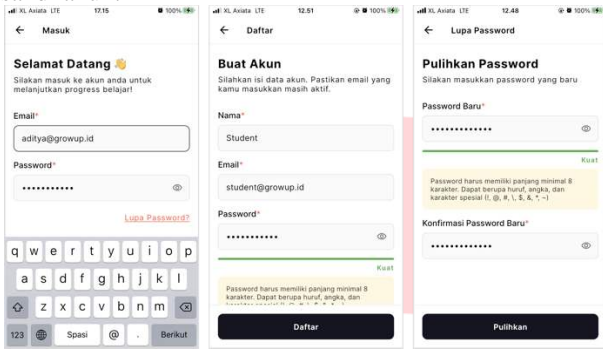 XL Axiata LTE 17.15 100%
← Masuk
Selamat Datang 👋
Silakan masuk ke akun anda untuk
melanjutkan progress belajar!
Email*
aditya@growup.id
Password*
•••••••••••
Lupa Password?
q w e r t y u i o p
a s d f g h j k l
z x c v b n m
123 Spasi @ . Berikut
XL Axiata LTE 12.51 100%
← Daftar
Buat Akun
Silahkan isi data akun. Pastikan email yang
kamu masukkan masih aktif.
Nama*
Student
Email*
student@growup.id
Password*
•••••••••••
Kuat
Password harus memiliki panjang minimal 8
karakter. Dapat berupa huruf, angka, dan
Daftar
XL Axiata LTE 12.48 100%
← Lupa Password
Pulihkan Password
Silakan masukkan password yang baru
Password Baru*
•••••••••••••
Kuat
Password harus memiliki panjang minimal 8
karakter. Dapat berupa huruf, angka, dan
karakter spesial (!, @, #, \, $, &, *, ~)
Konfirmasi Password Baru*
•••••••••••••
Pulihkan